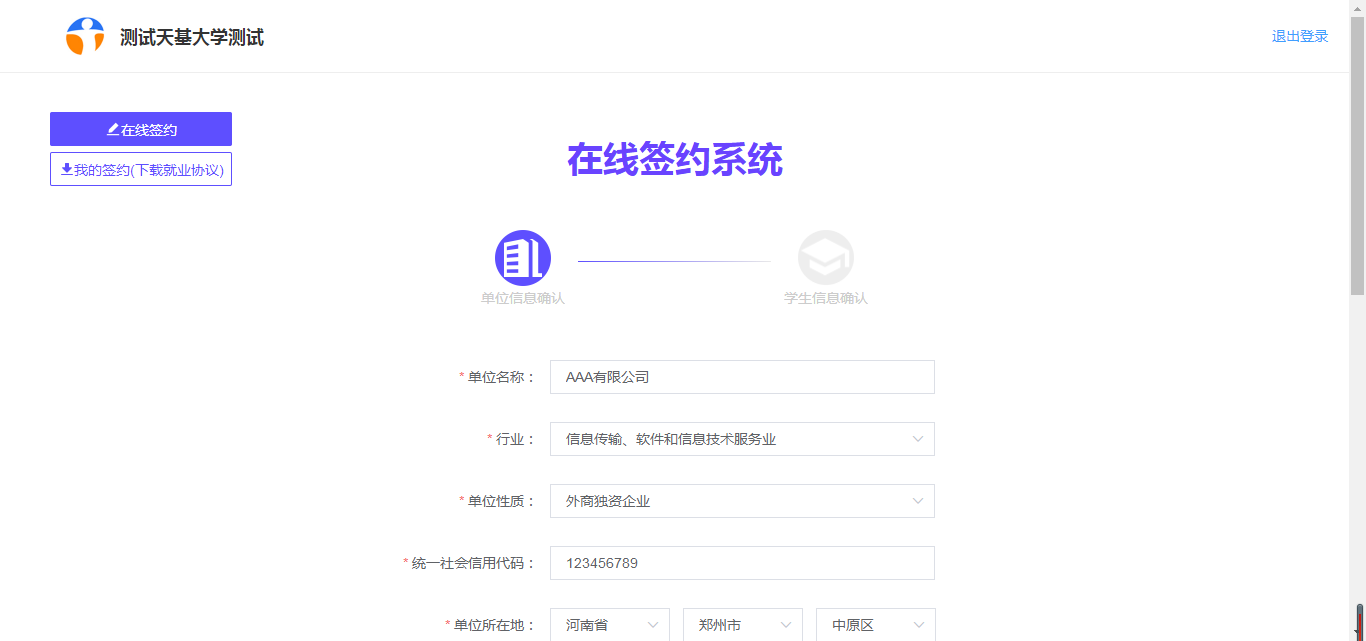 测试天基大学测试
退出登录
在线签约
我的签约(下载就业协议)
在线签约系统
单位信息确认
学生信息确认
* 单位名称： AAA有限公司
* 行业： 信息传输、软件和信息技术服务业
* 单位性质： 外商独资企业
* 统一社会信用代码： 123456789
* 单位所在地： 河南省 郑州市 中原区